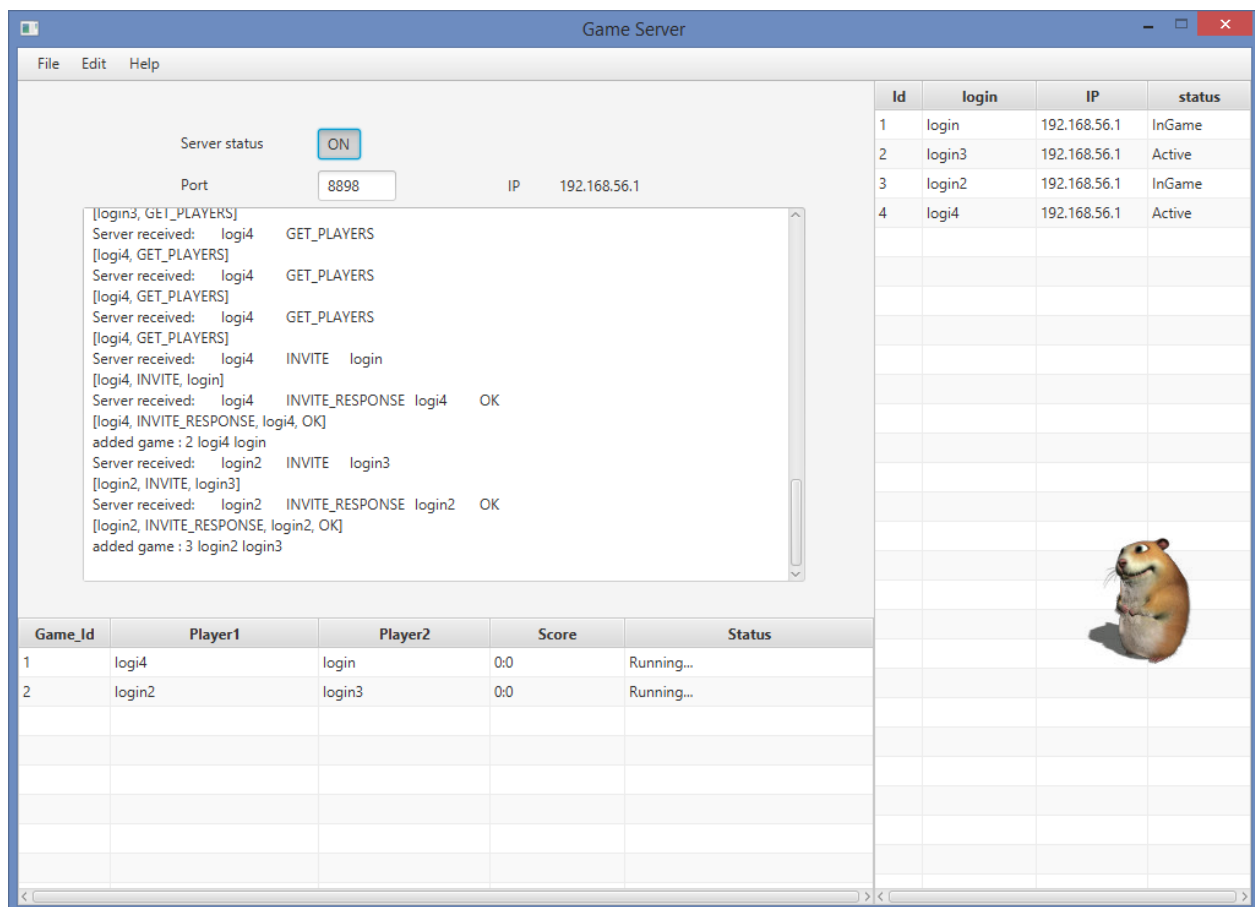 Game Server
File Edit Help
Server status ON
Port 8898 IP 192.168.56.1
[login3, GET_PLAYERS]
Server received: logi4 GET_PLAYERS
[logi4, GET_PLAYERS]
Server received: logi4 GET_PLAYERS
[logi4, GET_PLAYERS]
Server received: logi4 GET_PLAYERS
[logi4, GET_PLAYERS]
Server received: logi4 INVITE login
[logi4, INVITE, login]
Server received: logi4 INVITE_RESPONSE logi4 OK
[logi4, INVITE_RESPONSE, logi4, OK]
added game : 2 logi4 login
Server received: login2 INVITE login3
[login2, INVITE, login3]
Server received: login2 INVITE_RESPONSE login2 OK
[login2, INVITE_RESPONSE, login2, OK]
added game : 3 login2 login3
Game_Id Player1 Player2 Score Status
1 logi4 login 0:0 Running...
2 login2 login3 0:0 Running...
Id login IP status
1 login 192.168.56.1 InGame
2 login3 192.168.56.1 Active
3 login2 192.168.56.1 InGame
4 logi4 192.168.56.1 Active